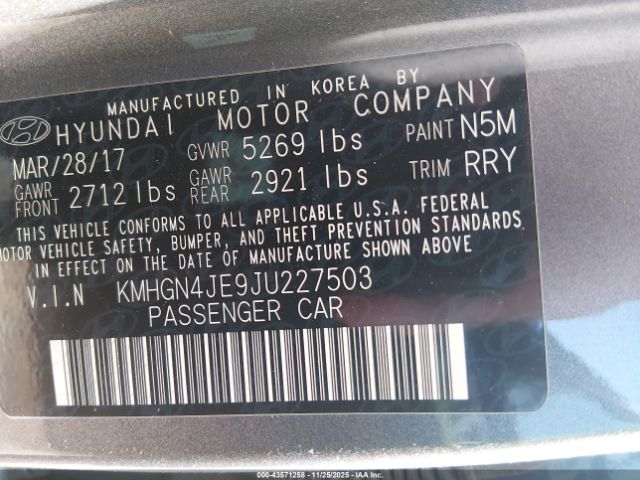 MANUFACTURED IN KOREA BY
HYUNDAI MOTOR COMPANY
MAR/28/17 GVWR 5269 lbs PAINT N5M
GAWR FRONT 2712 lbs GAWR REAR 2921 lbs TRIM RRY
THIS VEHICLE CONFORMS TO ALL APPLICABLE U.S.A. FEDERAL
MOTOR VEHICLE SAFETY, BUMPER, AND THEFT PREVENTION STANDARDS
IN EFFECT ON THE DATE OF MANUFACTURE SHOWN ABOVE
V.I.N KMHGN4JE9JU227503
PASSENGER CAR
000-43571258 - 11/25/2025 - © IAA LLC